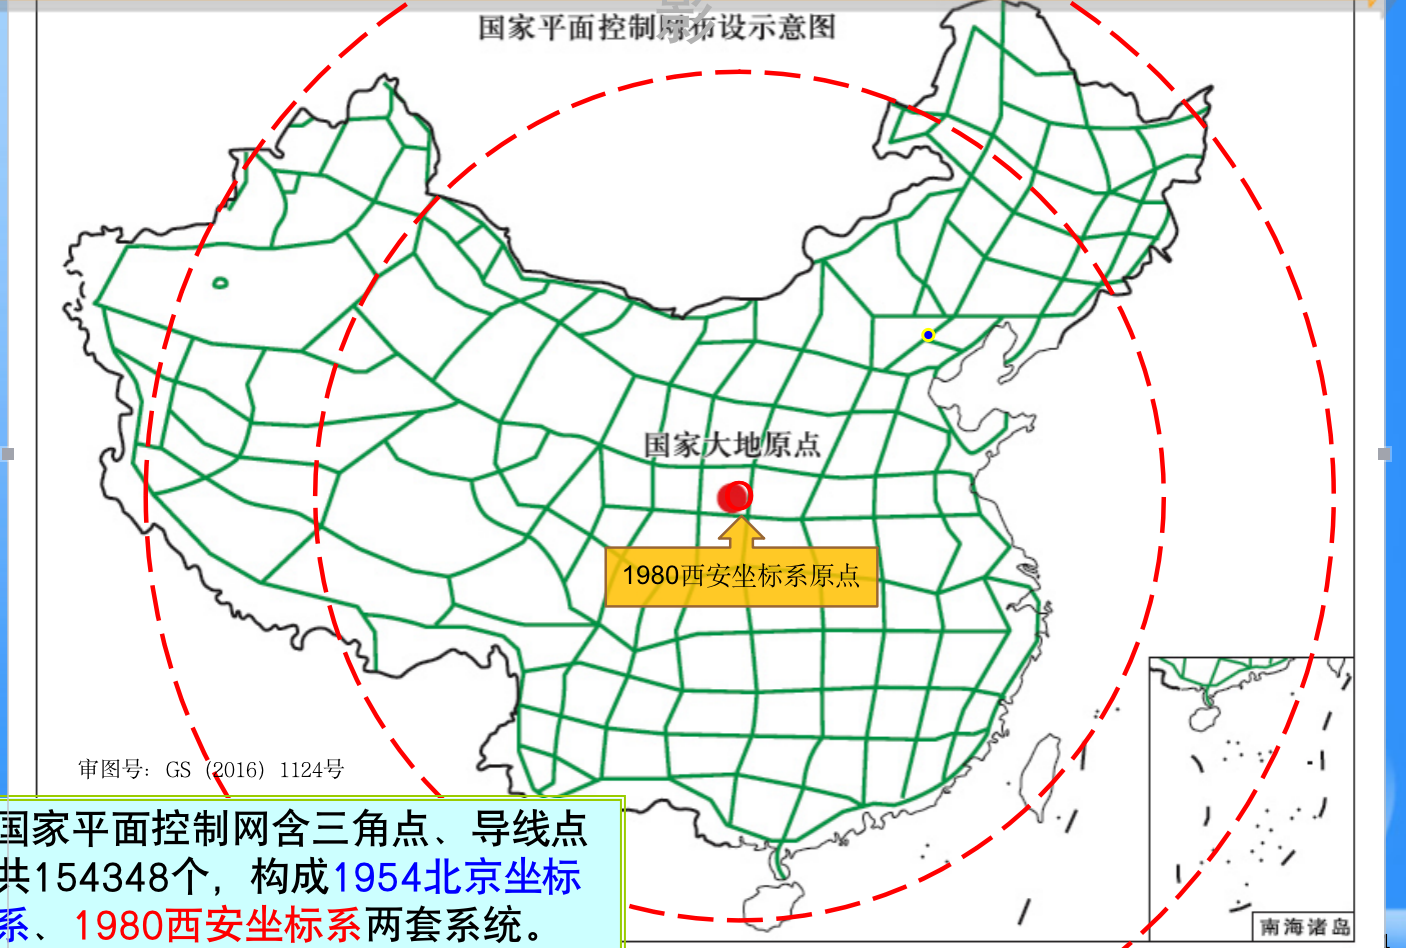 影
国家平面控制网布设示意图
国家大地原点
1980西安坐标系原点
审图号：GS（2016）1124号
国家平面控制网含三角点、导线点
共154348个，构成1954北京坐标
系、1980西安坐标系两套系统。
南海诸岛